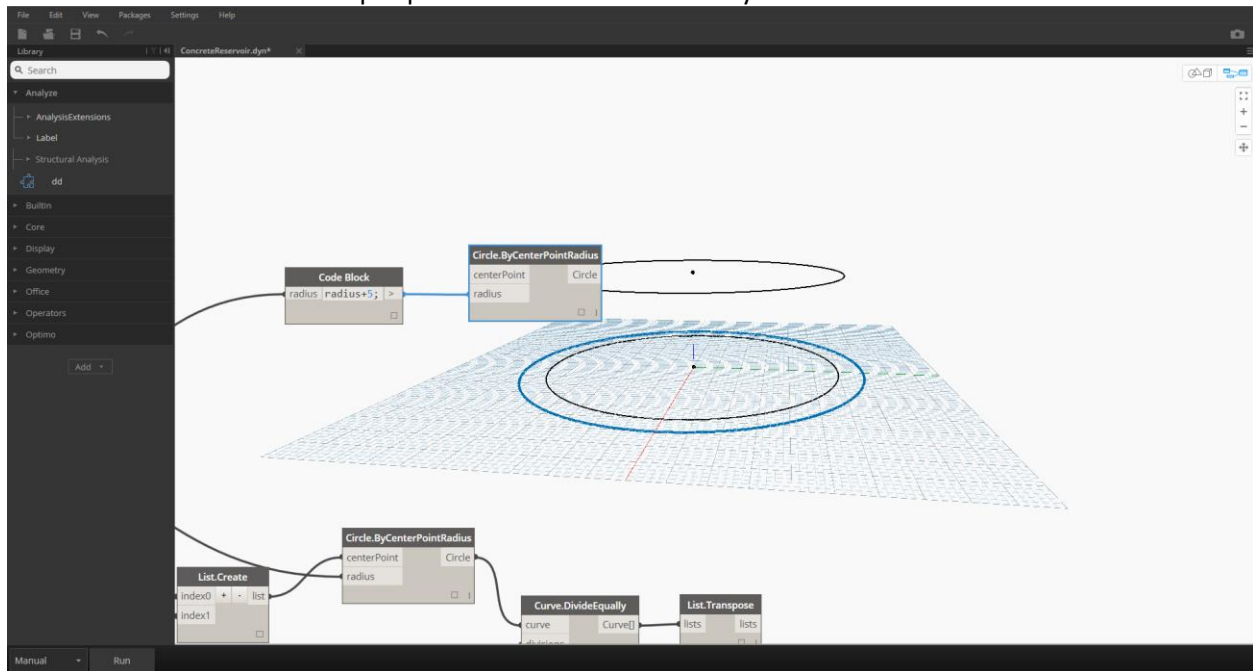 File Edit View Packages Settings Help
Library
ConcreteReservoir.dyn*
Search
Analyze
AnalysisExtensions
Label
Structural Analysis
dd
Builtin
Core
Display
Geometry
Office
Operators
Optimo
Add
Circle.ByCenterPointRadius
centerPoint Circle
radius
Code Block
radius radius+5; >
Circle.ByCenterPointRadius
centerPoint Circle
radius
List.Create
index0 + - list
index1
Curve.DivideEqually
curve Curve[]
divisions
List.Transpose
lists lists
Manual Run